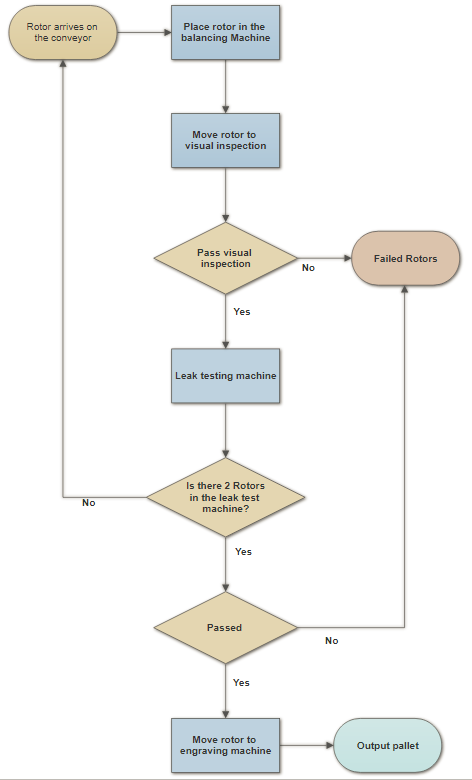 Rotor arrives on
the conveyor
Place rotor in the
balancing Machine
Move rotor to
visual inspection
Pass visual
inspection
No
Failed Rotors
Yes
Leak testing machine
Is there 2 Rotors
in the leak test
machine?
No
Yes
Passed
No
Yes
Move rotor to
engraving machine
Output pallet